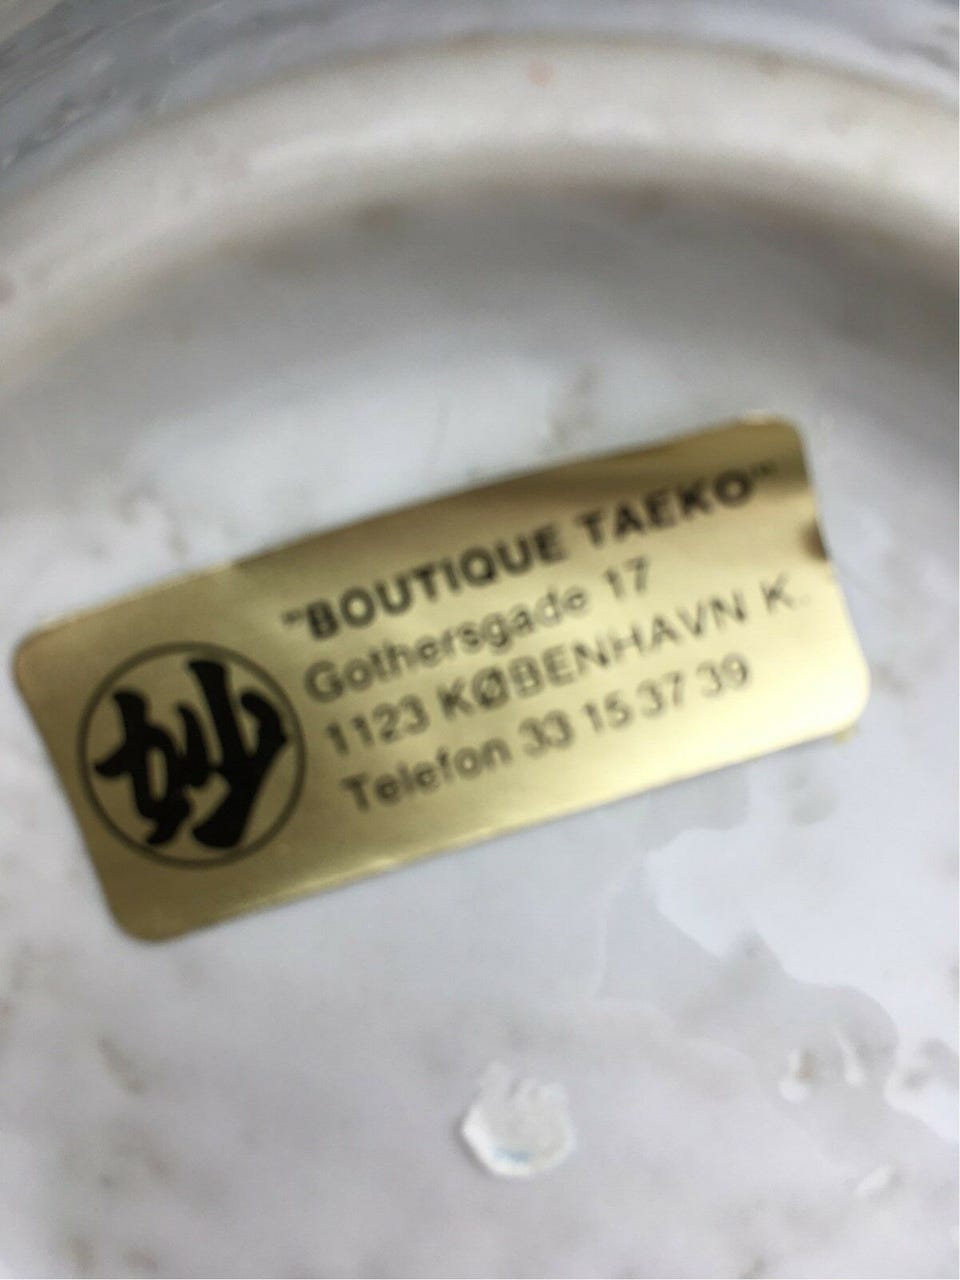 妙
"BOUTIQUE TAEKO"
Gothersgade 17
1123 KØBENHAVN K.
Telefon 33 15 37 39